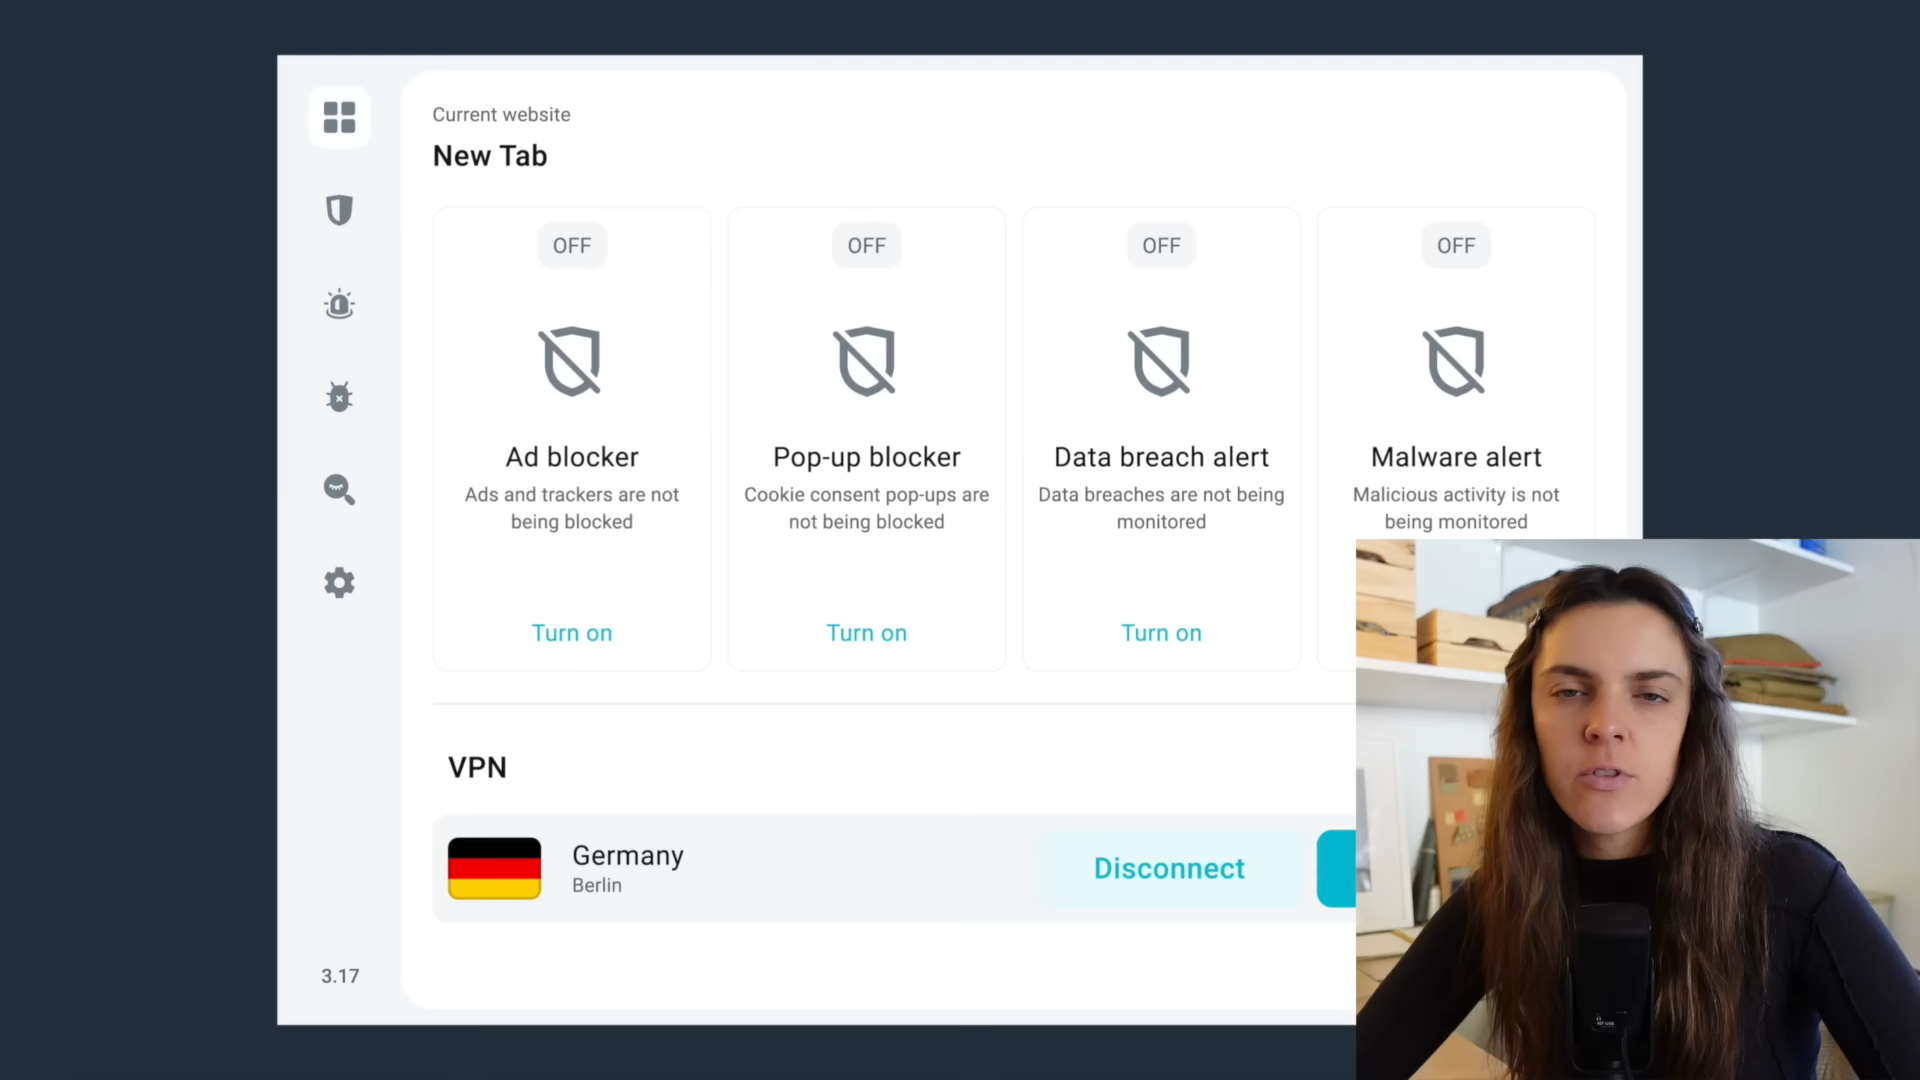 Current website
New Tab
OFF
OFF
OFF
OFF
Ad blocker
Ads and trackers are not
being blocked
Turn on
Pop-up blocker
Cookie consent pop-ups are
not being blocked
Turn on
Data breach alert
Data breaches are not being
monitored
Turn on
Malware alert
Malicious activity is not
being monitored
VPN
Germany
Berlin
Disconnect
3.17